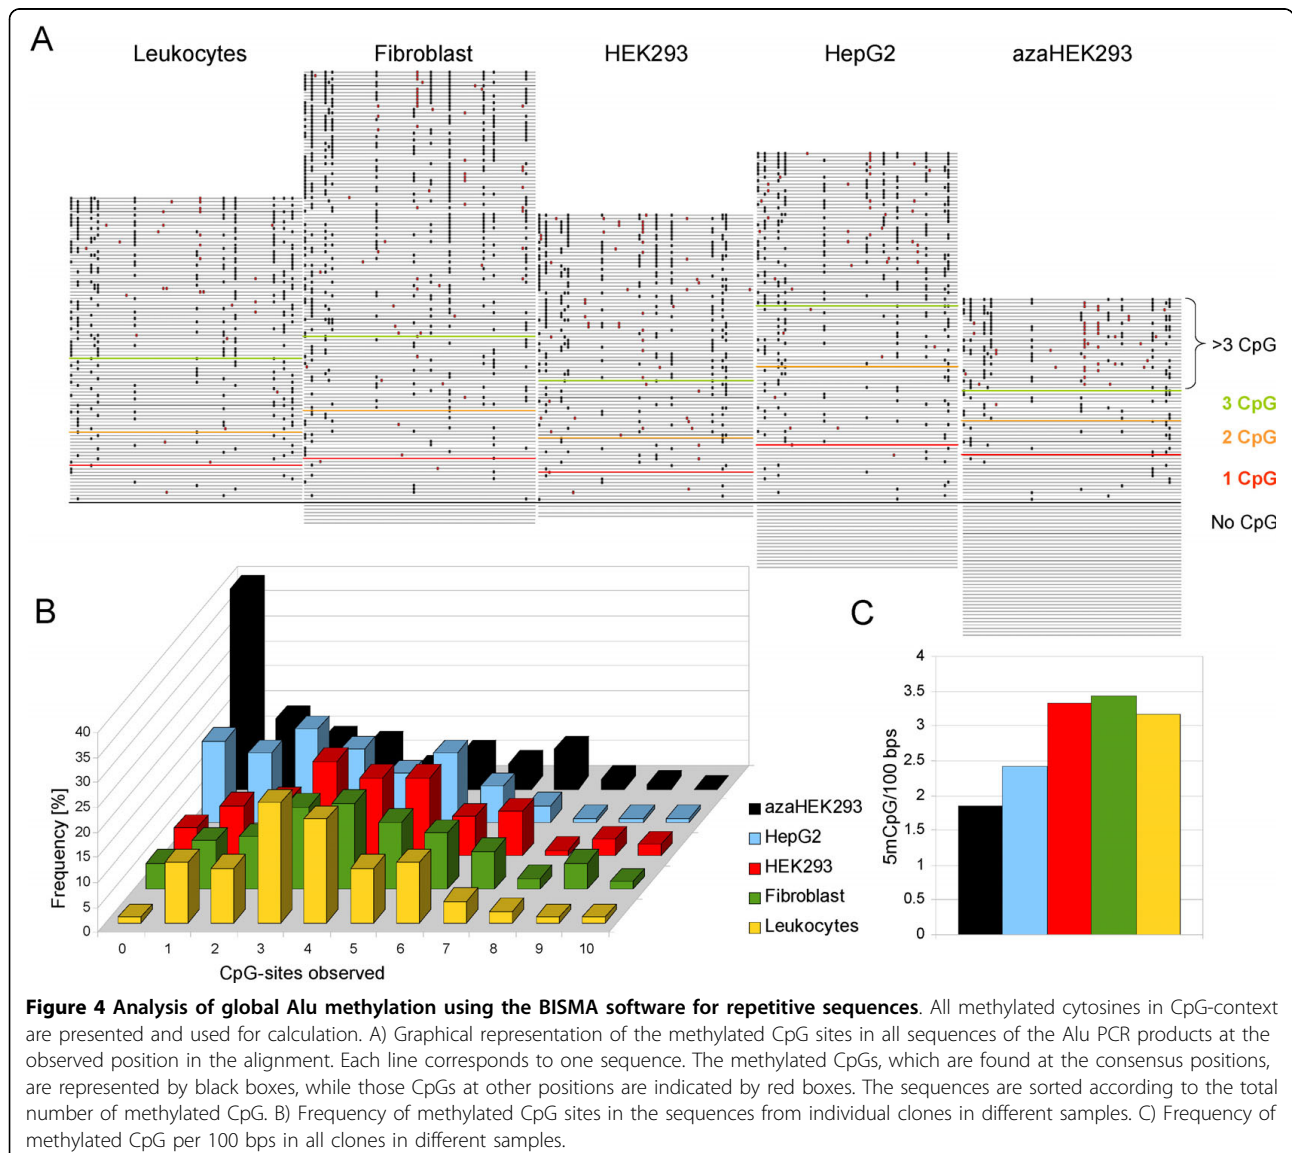 A
Leukocytes Fibroblast HEK293 HepG2 azaHEK293
>3 CpG
3 CpG
2 CpG
1 CpG
No CpG
B
Frequency [%]
40
35
30
25
20
15
10
5
0
0 1 2 3 4 5 6 7 8 9 10
CpG-sites observed
azaHEK293
HepG2
HEK293
Fibroblast
Leukocytes
C
5mCpG/100 bps
4
3.5
3
2.5
2
1.5
1
0.5
0
Figure 4 Analysis of global Alu methylation using the BISMA software for repetitive sequences. All methylated cytosines in CpG-context
are presented and used for calculation. A) Graphical representation of the methylated CpG sites in all sequences of the Alu PCR products at the
observed position in the alignment. Each line corresponds to one sequence. The methylated CpGs, which are found at the consensus positions,
are represented by black boxes, while those CpGs at other positions are indicated by red boxes. The sequences are sorted according to the total
number of methylated CpG. B) Frequency of methylated CpG sites in the sequences from individual clones in different samples. C) Frequency of
methylated CpG per 100 bps in all clones in different samples.